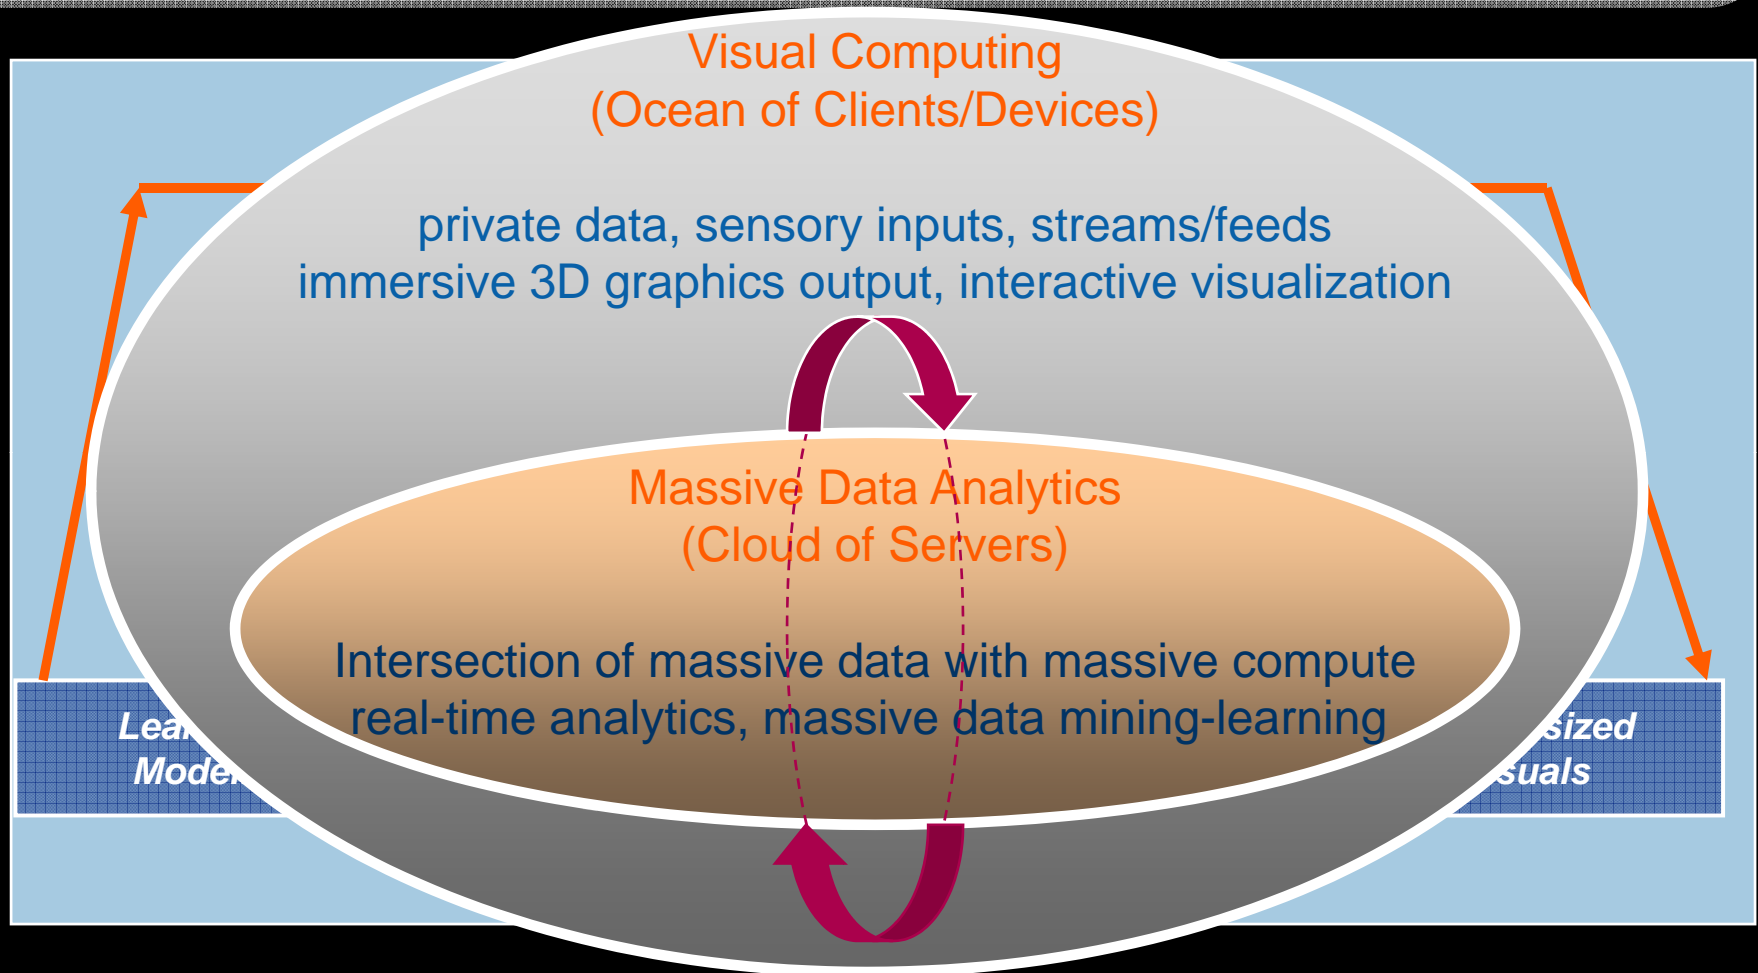 Visual Computing
(Ocean of Clients/Devices)
private data, sensory inputs, streams/feeds
immersive 3D graphics output, interactive visualization
Massive Data Analytics
(Cloud of Servers)
Intersection of massive data with massive compute
real-time analytics, massive data mining-learning